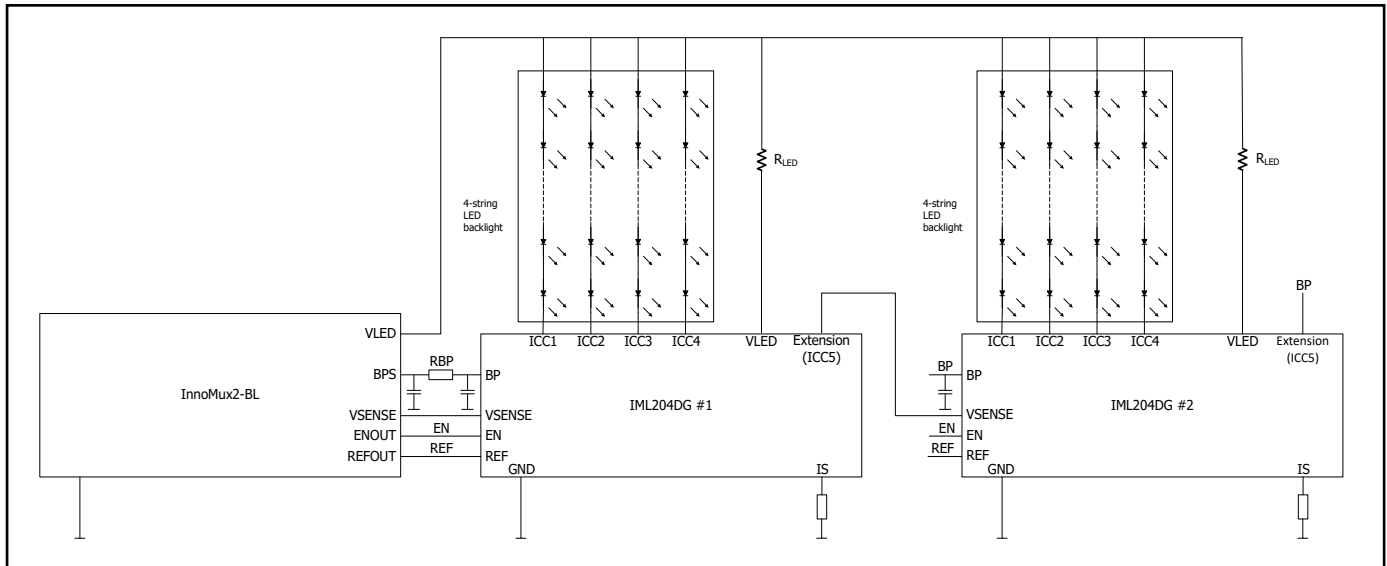 R_LED
R_LED
4-string
LED
backlight
4-string
LED
backlight
BP
VLED
ICC1 ICC2 ICC3 ICC4 VLED Extension
(ICC5)
ICC1 ICC2 ICC3 ICC4 VLED Extension
(ICC5)
BPS RBP BP
BP BP
InnoMux2-BL
IML204DG #1
IML204DG #2
VSENSE VSENSE
VSENSE
ENOUT EN EN
EN EN
REFOUT REF REF
REF REF
GND IS
GND IS